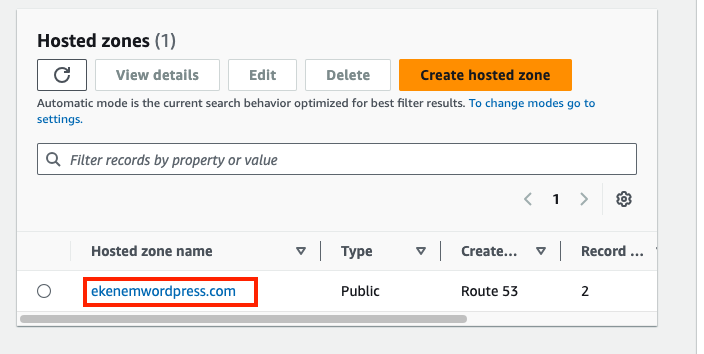 Hosted zones (1)
View details Edit Delete Create hosted zone
Automatic mode is the current search behavior optimized for best filter results. To change modes go to
settings.
Filter records by property or value
1
Hosted zone name Type Create... Record ...
ekenemwordpress.com Public Route 53 2